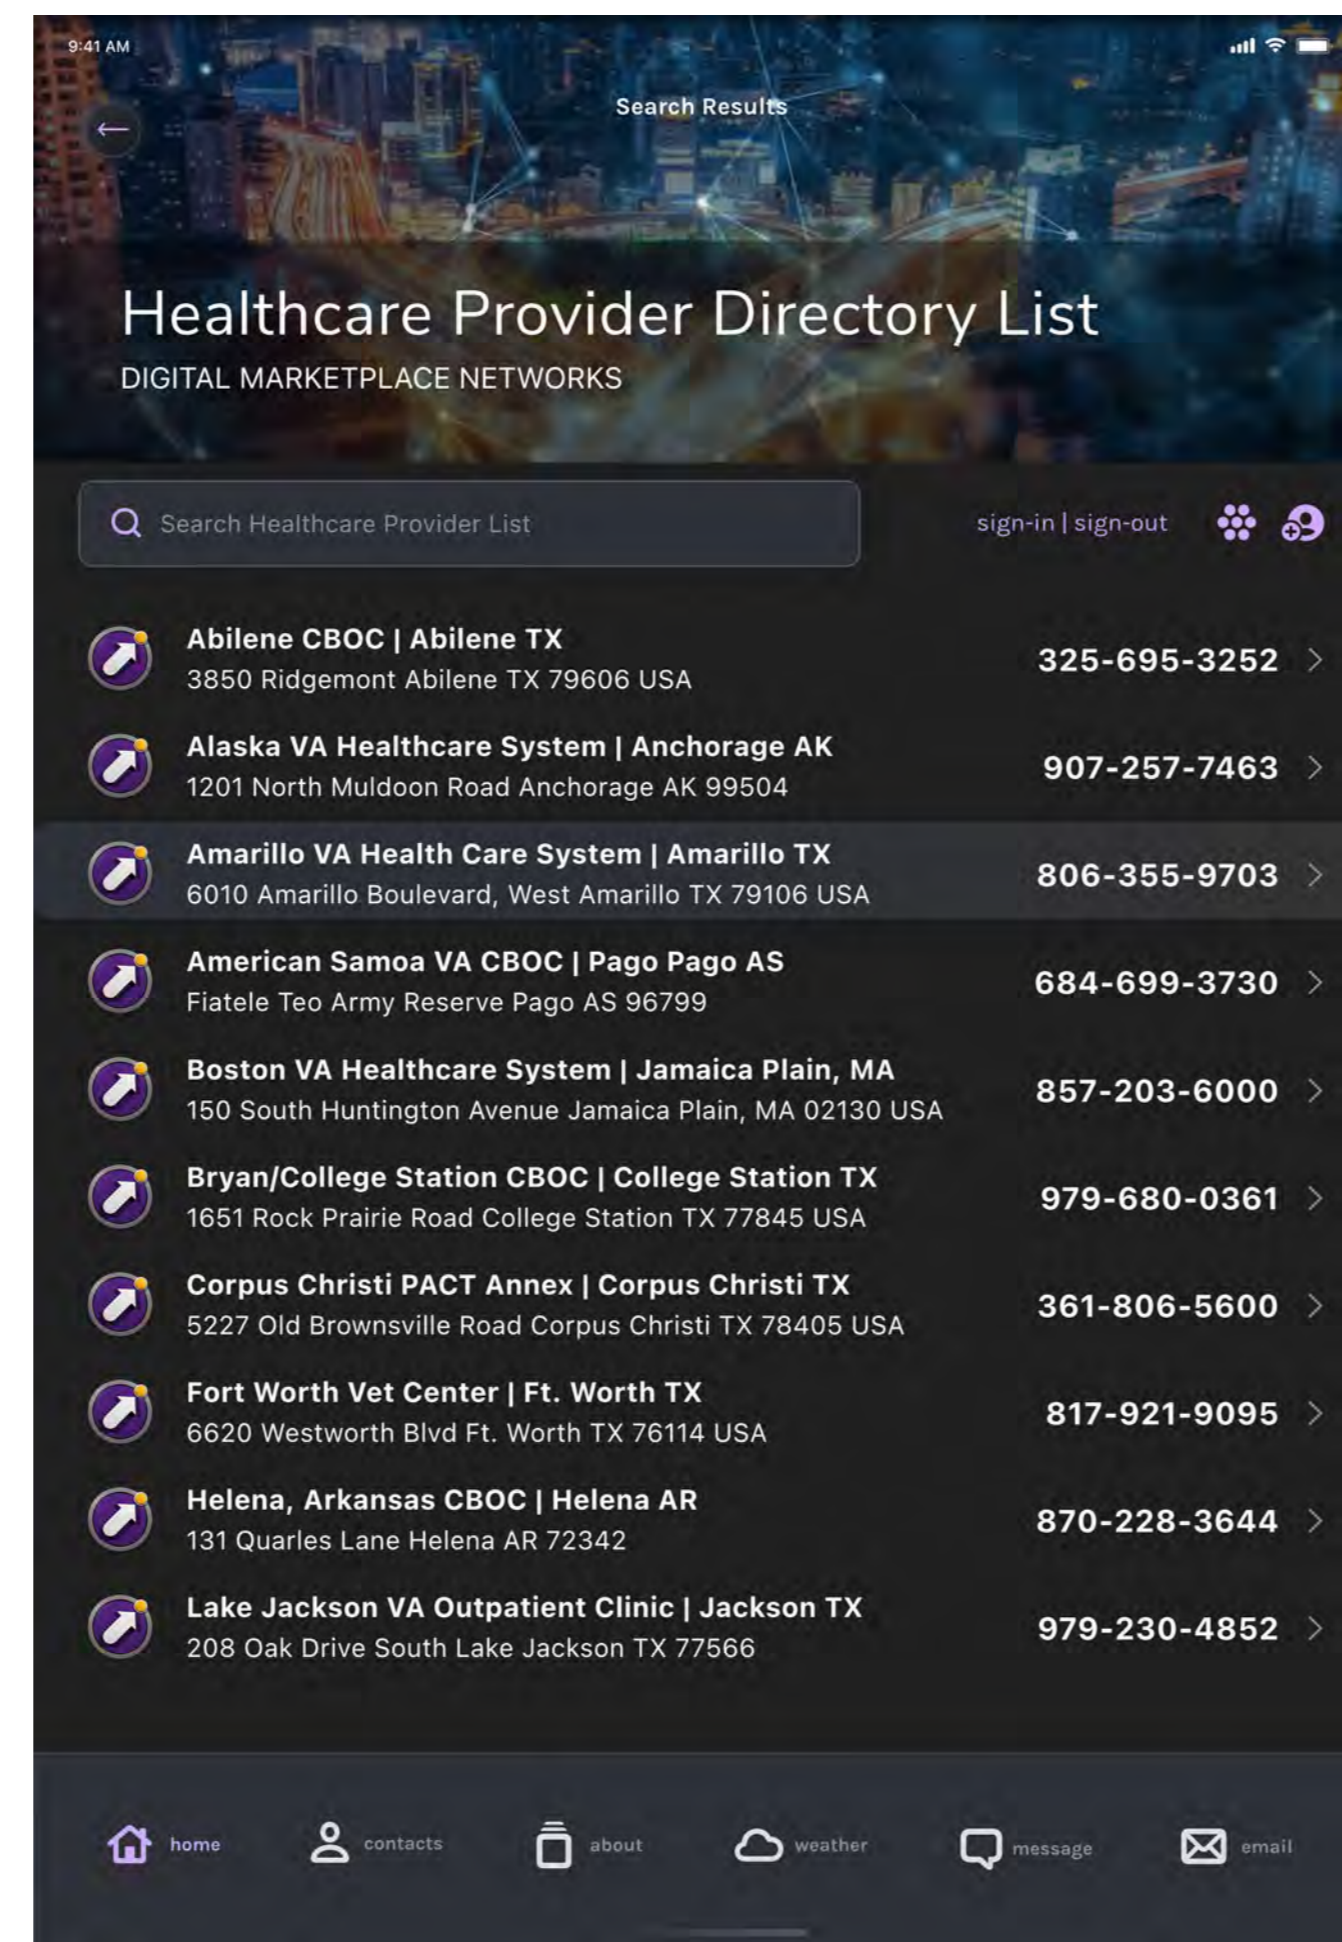 9:41 AM
Search Results
Healthcare Provider Directory List
DIGITAL MARKETPLACE NETWORKS
Search Healthcare Provider List
sign-in | sign-out
Abilene CBOC | Abilene TX
3850 Ridgemont Abilene TX 79606 USA
325-695-3252
Alaska VA Healthcare System | Anchorage AK
1201 North Muldoon Road Anchorage AK 99504
907-257-7463
Amarillo VA Health Care System | Amarillo TX
6010 Amarillo Boulevard, West Amarillo TX 79106 USA
806-355-9703
American Samoa VA CBOC | Pago Pago AS
Fiatele Teo Army Reserve Pago AS 96799
684-699-3730
Boston VA Healthcare System | Jamaica Plain, MA
150 South Huntington Avenue Jamaica Plain, MA 02130 USA
857-203-6000
Bryan/College Station CBOC | College Station TX
1651 Rock Prairie Road College Station TX 77845 USA
979-680-0361
Corpus Christi PACT Annex | Corpus Christi TX
5227 Old Brownsville Road Corpus Christi TX 78405 USA
361-806-5600
Fort Worth Vet Center | Ft. Worth TX
6620 Westworth Blvd Ft. Worth TX 76114 USA
817-921-9095
Helena, Arkansas CBOC | Helena AR
131 Quarles Lane Helena AR 72342
870-228-3644
Lake Jackson VA Outpatient Clinic | Jackson TX
208 Oak Drive South Lake Jackson TX 77566
979-230-4852
home
contacts
about
weather
message
email